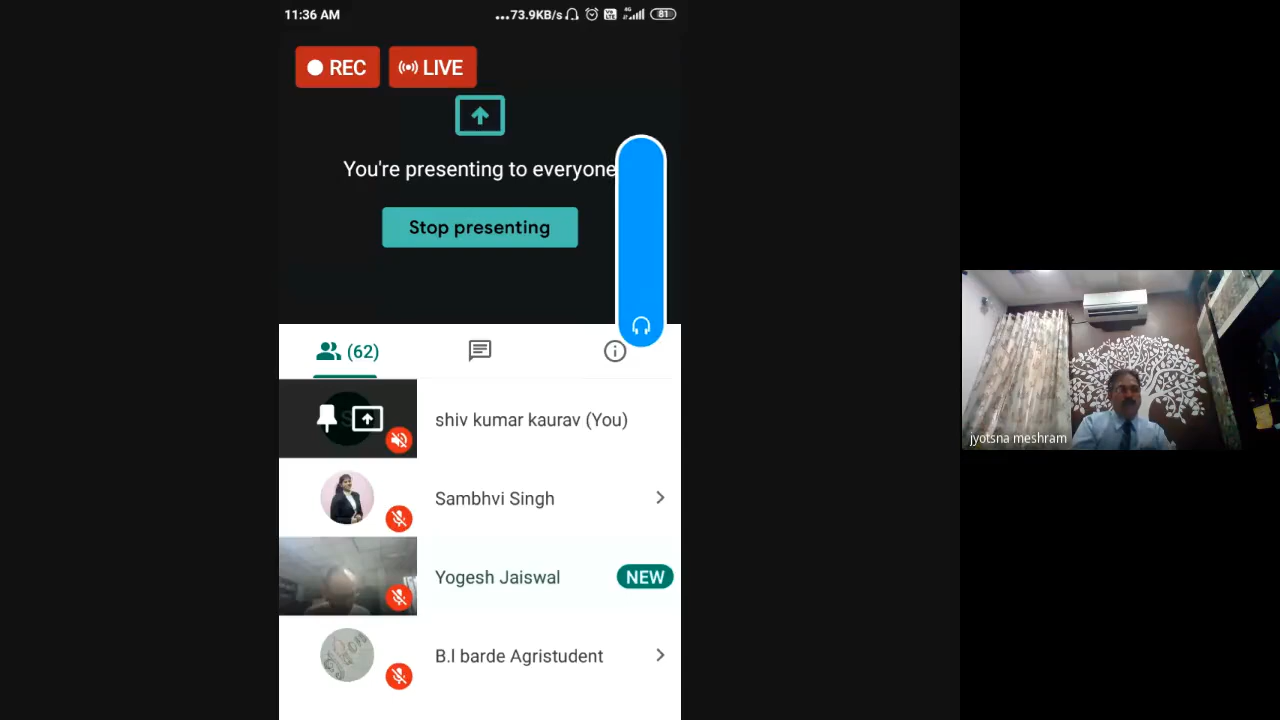 11:36 AM
...73.9KB/s
4G
81
REC
LIVE
You're presenting to everyone
Stop presenting
(62)
shiv kumar kaurav (You)
Sambhvi Singh
Yogesh Jaiswal
NEW
B.l barde Agristudent
jyotsna meshram